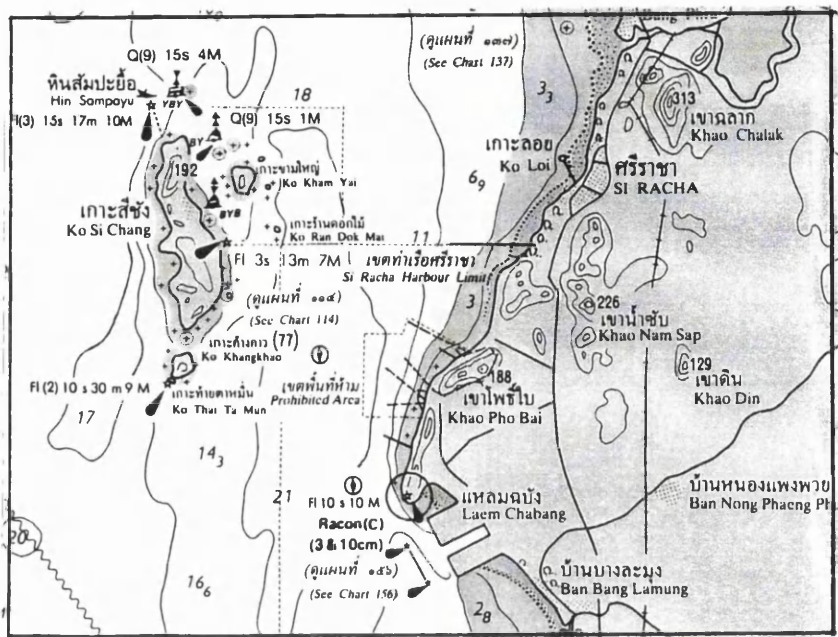 Q(9) 15s 4M
หินสัมปะยื้อ
Hin Sampayu
YBY
Fl(3) 15s 17m 10M
18
Q(9) 15s 1M
BY
192
เกาะขามใหญ่
Ko Kham Yai
BYB
เกาะสีชัง
Ko Si Chang
เกาะร้านดอกไม้
Ko Ran Dok Mai
Fl 3s 13m 7M
(ดูแผนที่ ๑๑๔)
(See Chart 114)
เกาะค้างคาว (77)
Ko Khangkhao
Fl (2) 10 s 30 m 9 M
เกาะท้ายตาหมื่น
Ko Thai Ta Mun
17
14₃
16₆
20
(ดูแผนที่ ๑๓๗)
(See Chart 137)
3₃
313
เขาฉลาก
Khao Chalak
เกาะลอย
Ko Loi
ศรีราชา
SI RACHA
6₉
11
เขตท่าเรือศรีราชา
Si Racha Harbour Limit
3
226
เขาน้ำซับ
Khao Nam Sap
129
เขาดิน
Khao Din
เขตพื้นที่ห้าม
Prohibited Area
188
เขาโพธิ์ใบ
Khao Pho Bai
21
Fl 10 s 10 M
Racon(C)
(3 & 10cm)
(ดูแผนที่ ๑๕๖)
(See Chart 156)
แหลมฉบัง
Laem Chabang
บ้านหนองแพงพวย
Ban Nong Phaeng Ph
บ้านบางละมุง
Ban Bang Lamung
2₈